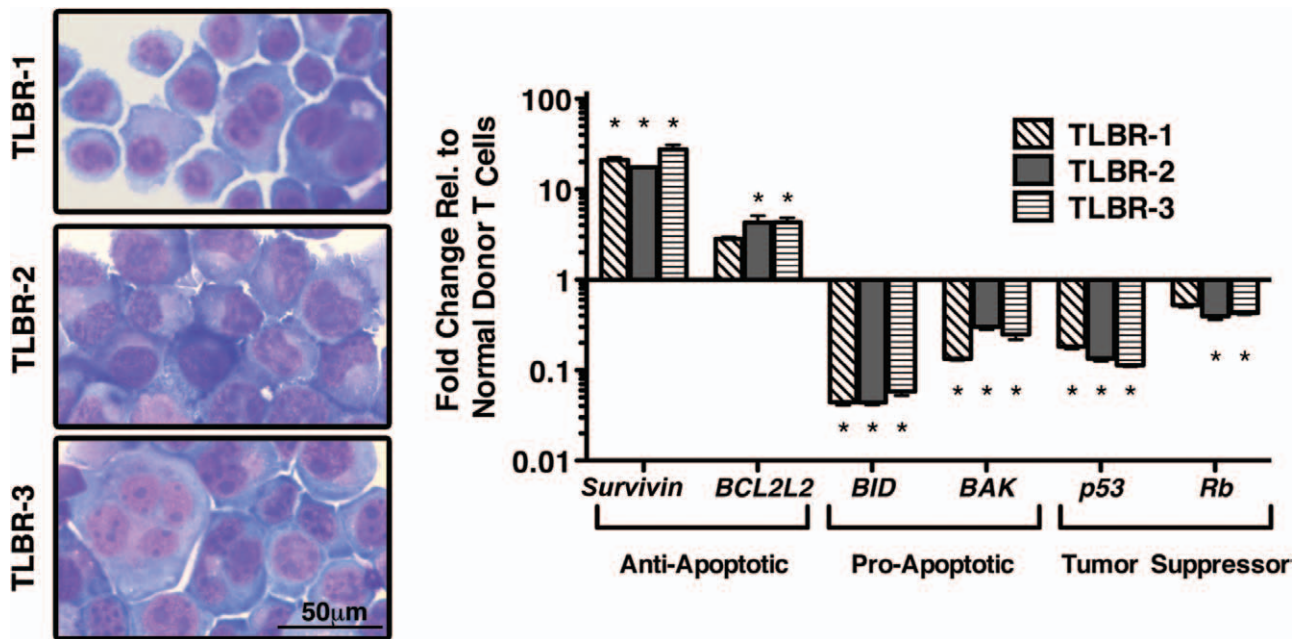 TLBR-1
TLBR-2
TLBR-3
50μm
Fold Change Rel. to
Normal Donor T Cells
100
10
1
0.1
0.01
* * *
* *
* * *
* * *
* * *
* *
TLBR-1
TLBR-2
TLBR-3
Survivin BCL2L2 BID BAK p53 Rb
Anti-Apoptotic Pro-Apoptotic Tumor Suppressor